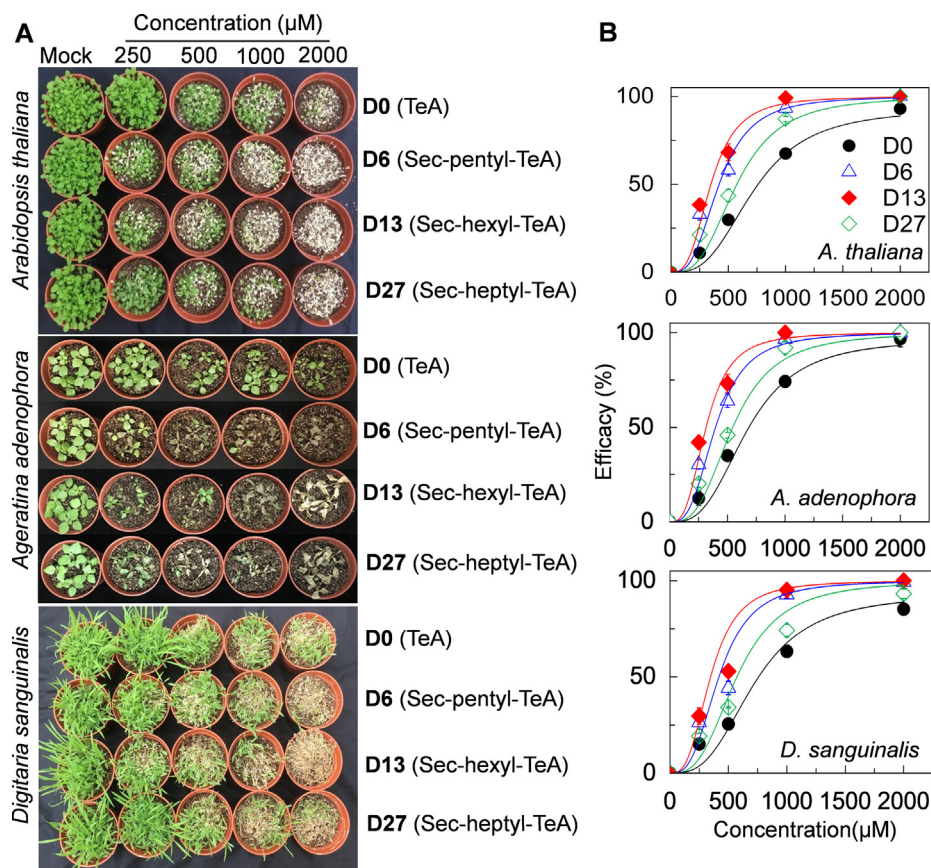 A
Concentration (µM)
Mock 250 500 1000 2000
Arabidopsis thaliana
D0 (TeA)
D6 (Sec-pentyl-TeA)
D13 (Sec-hexyl-TeA)
D27 (Sec-heptyl-TeA)
Ageratina adenophora
D0 (TeA)
D6 (Sec-pentyl-TeA)
D13 (Sec-hexyl-TeA)
D27 (Sec-heptyl-TeA)
Digitaria sanguinalis
D0 (TeA)
D6 (Sec-pentyl-TeA)
D13 (Sec-hexyl-TeA)
D27 (Sec-heptyl-TeA)
B
Efficacy (%)
100
50
0
D0
D6
D13
D27
A. thaliana
0 500 1000 1500 2000
100
50
0
A. adenophora
0 500 1000 1500 2000
100
50
0
D. sanguinalis
0 500 1000 1500 2000
Concentration(µM)